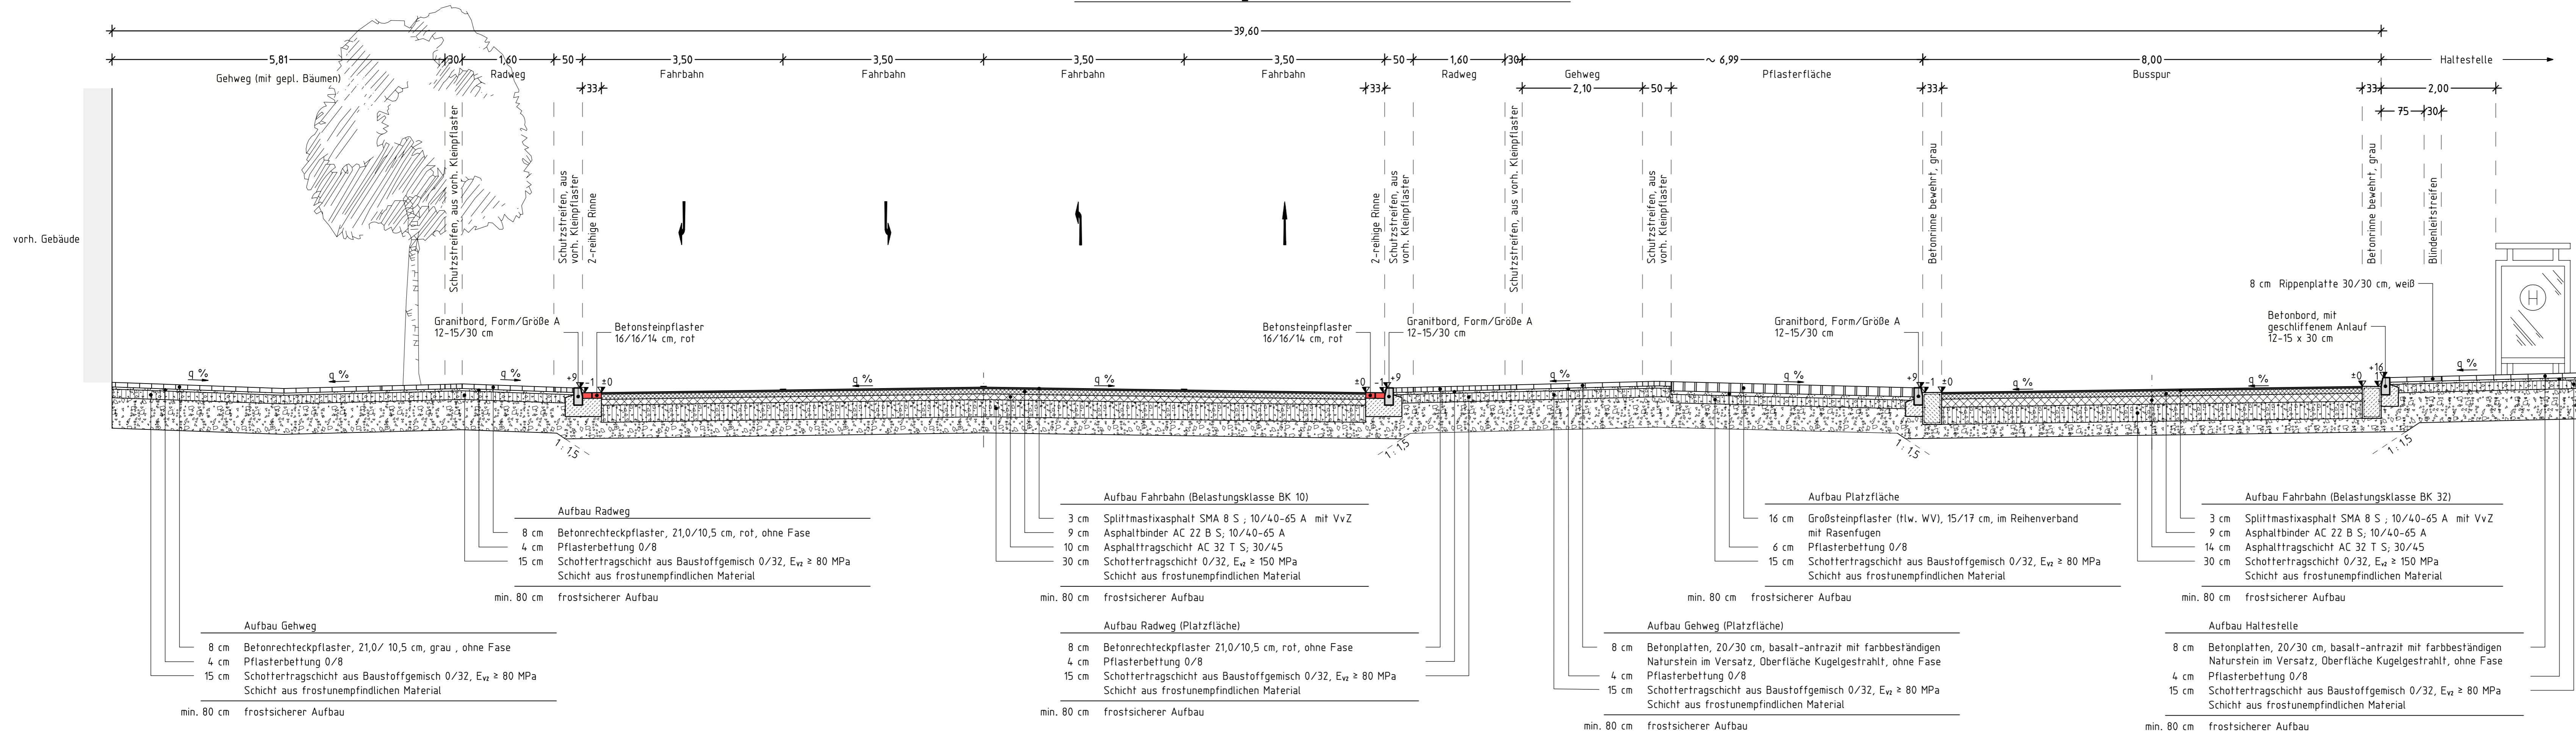 39,60
5,81 30 1,60 50 3,50 3,50 3,50 3,50 50 1,60 30 ~ 6,99 8,00 Haltestelle
Gehweg (mit gepl. Bäumen) Radweg Fahrbahn Fahrbahn Fahrbahn Fahrbahn Radweg Gehweg Pflasterfläche Busspur
33 33 2,10 50 33 33 2,00
75 30
Schutzstreifen, aus vorh. Kleinpflaster
Schutzstreifen, aus
vorh. Kleinpflaster
2-reihige Rinne
2-reihige Rinne
Schutzstreifen, aus
vorh. Kleinpflaster
Schutzstreifen, aus vorh. Kleinpflaster
Schutzstreifen, aus
vorh. Kleinpflaster
Betonrinne bewehrt, grau
Betonrinne bewehrt, grau
Blindenleitstreifen
vorh. Gebäude
8 cm Rippenplatte 30/30 cm, weiß
H
Granitbord, Form/Größe A
12-15/30 cm
Betonsteinpflaster
16/16/14 cm, rot
Betonsteinpflaster
16/16/14 cm, rot
Granitbord, Form/Größe A
12-15/30 cm
Granitbord, Form/Größe A
12-15/30 cm
Betonbord, mit
geschliffenem Anlauf
12-15 x 30 cm
q % q % q % +9 -1 ±0 q % q % ±0 -1 +9 q % q % +9 -1 ±0 q % q % ±0 +16 -1 q %
1 : 1,5 1 : 1,5 1 : 1,5 1 : 1,5
Aufbau Radweg
8 cm Betonrechteckpflaster, 21,0/10,5 cm, rot, ohne Fase
4 cm Pflasterbettung 0/8
15 cm Schottertragschicht aus Baustoffgemisch 0/32, Ev2 ≥ 80 MPa
Schicht aus frostunempfindlichen Material
min. 80 cm frostsicherer Aufbau
Aufbau Fahrbahn (Belastungsklasse BK 10)
3 cm Splittmastixasphalt SMA 8 S ; 10/40-65 A mit VvZ
9 cm Asphaltbinder AC 22 B S; 10/40-65 A
10 cm Asphalttragschicht AC 32 T S; 30/45
30 cm Schottertragschicht 0/32, Ev2 ≥ 150 MPa
Schicht aus frostunempfindlichen Material
min. 80 cm frostsicherer Aufbau
Aufbau Platzfläche
16 cm Großsteinpflaster (tlw. WV), 15/17 cm, im Reihenverband
mit Rasenfugen
6 cm Pflasterbettung 0/8
15 cm Schottertragschicht aus Baustoffgemisch 0/32, Ev2 ≥ 80 MPa
Schicht aus frostunempfindlichen Material
min. 80 cm frostsicherer Aufbau
Aufbau Fahrbahn (Belastungsklasse BK 32)
3 cm Splittmastixasphalt SMA 8 S ; 10/40-65 A mit VvZ
9 cm Asphaltbinder AC 22 B S; 10/40-65 A
14 cm Asphalttragschicht AC 32 T S; 30/45
30 cm Schottertragschicht 0/32, Ev2 ≥ 150 MPa
Schicht aus frostunempfindlichen Material
min. 80 cm frostsicherer Aufbau
Aufbau Gehweg
8 cm Betonrechteckpflaster, 21,0/ 10,5 cm, grau , ohne Fase
4 cm Pflasterbettung 0/8
15 cm Schottertragschicht aus Baustoffgemisch 0/32, Ev2 ≥ 80 MPa
Schicht aus frostunempfindlichen Material
min. 80 cm frostsicherer Aufbau
Aufbau Radweg (Platzfläche)
8 cm Betonrechteckpflaster 21,0/10,5 cm, rot, ohne Fase
4 cm Pflasterbettung 0/8
15 cm Schottertragschicht aus Baustoffgemisch 0/32, Ev2 ≥ 80 MPa
Schicht aus frostunempfindlichen Material
min. 80 cm frostsicherer Aufbau
Aufbau Gehweg (Platzfläche)
8 cm Betonplatten, 20/30 cm, basalt-antrazit mit farbbeständigen
Naturstein im Versatz, Oberfläche Kugelgestrahlt, ohne Fase
4 cm Pflasterbettung 0/8
15 cm Schottertragschicht aus Baustoffgemisch 0/32, Ev2 ≥ 80 MPa
Schicht aus frostunempfindlichen Material
min. 80 cm frostsicherer Aufbau
Aufbau Haltestelle
8 cm Betonplatten, 20/30 cm, basalt-antrazit mit farbbeständigen
Naturstein im Versatz, Oberfläche Kugelgestrahlt, ohne Fase
4 cm Pflasterbettung 0/8
15 cm Schottertragschicht aus Baustoffgemisch 0/32, Ev2 ≥ 80 MPa
Schicht aus frostunempfindlichen Material
min. 80 cm frostsicherer Aufbau